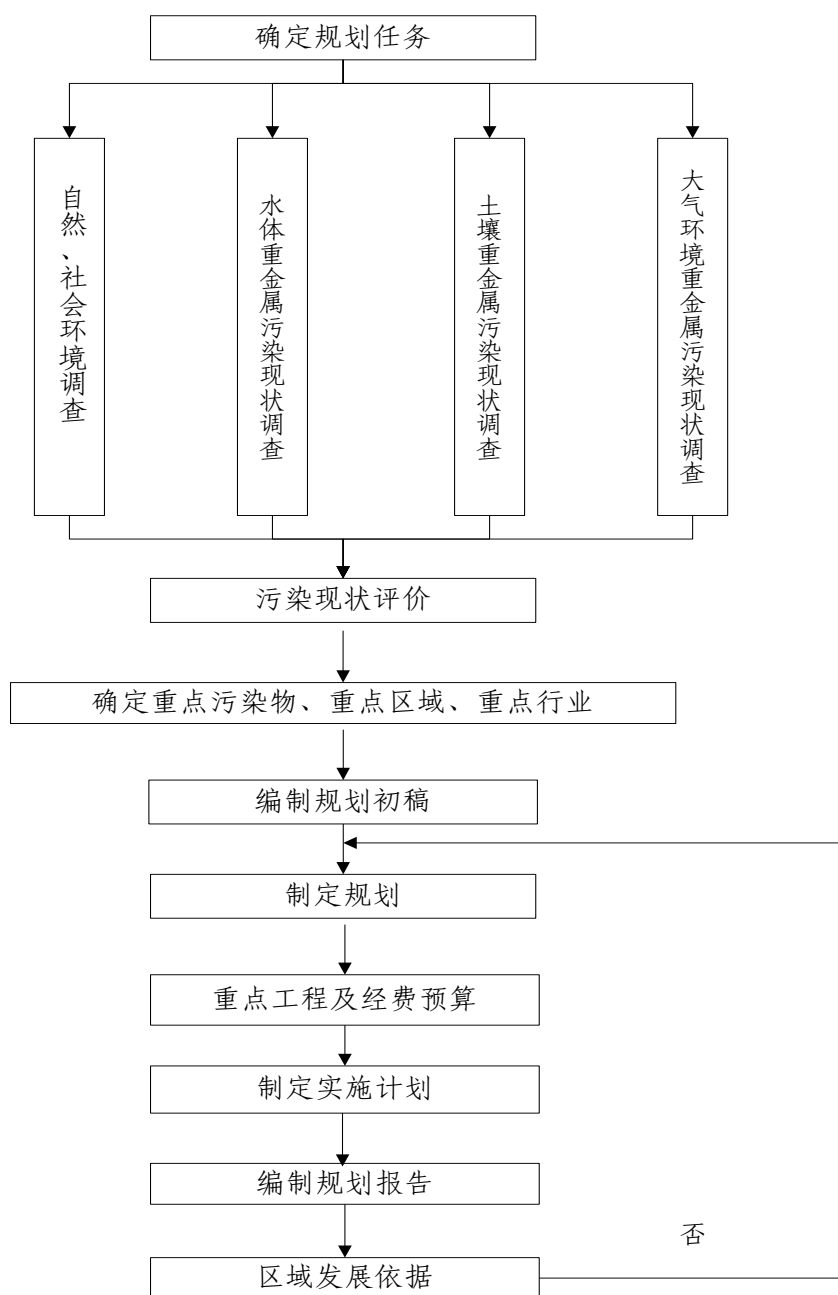 确定规划任务
自然、社会环境调查
水体重金属污染现状调查
土壤重金属污染现状调查
大气环境重金属污染现状调查
污染现状评价
确定重点污染物、重点区域、重点行业
编制规划初稿
制定规划
重点工程及经费预算
制定实施计划
编制规划报告
否
区域发展依据